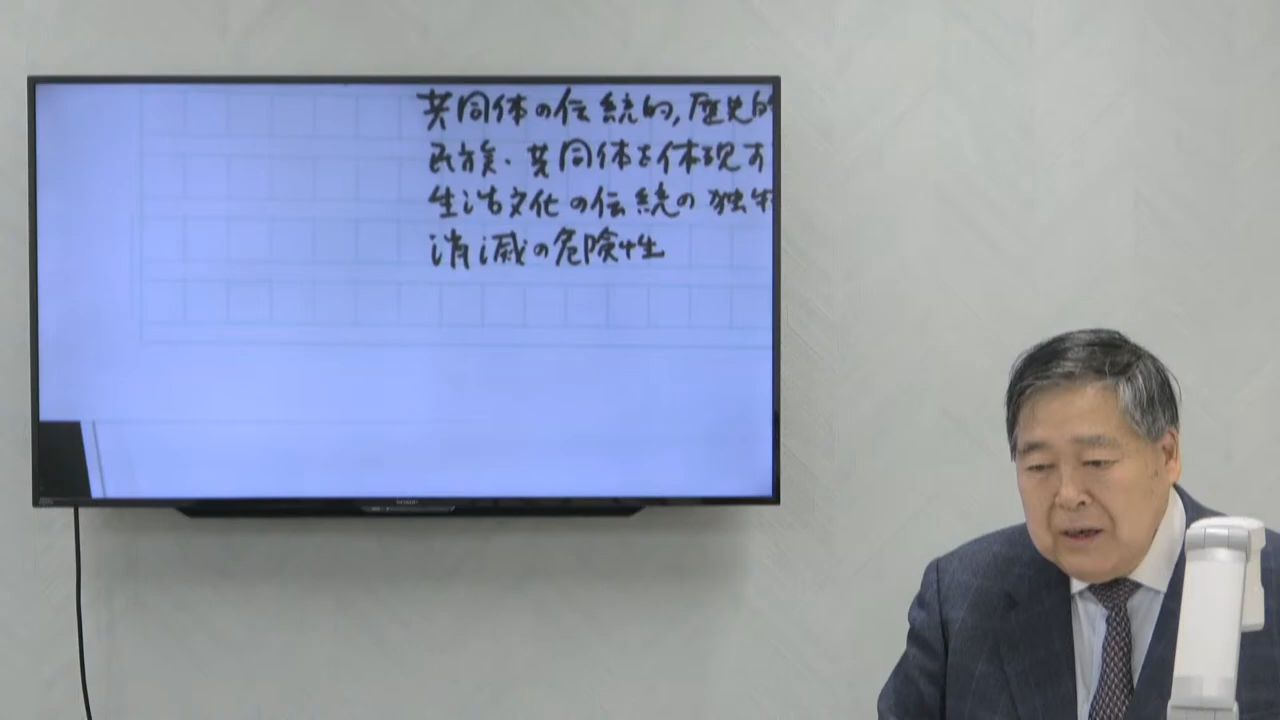 共同体の伝統的,歴史的
民族・共同体を体現す
生活文化の伝統の独特
消滅の危険性